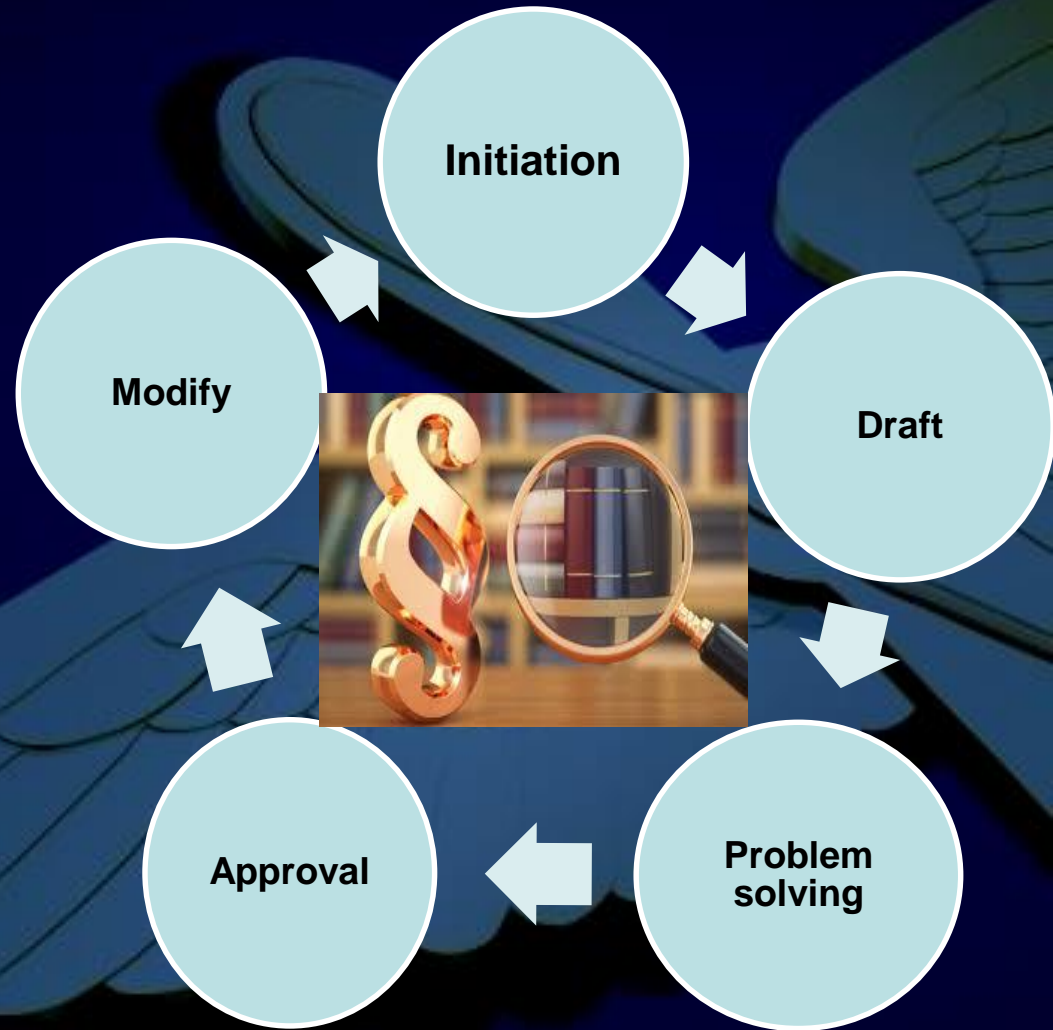 Initiation
Draft
Problem
solving
Approval
Modify